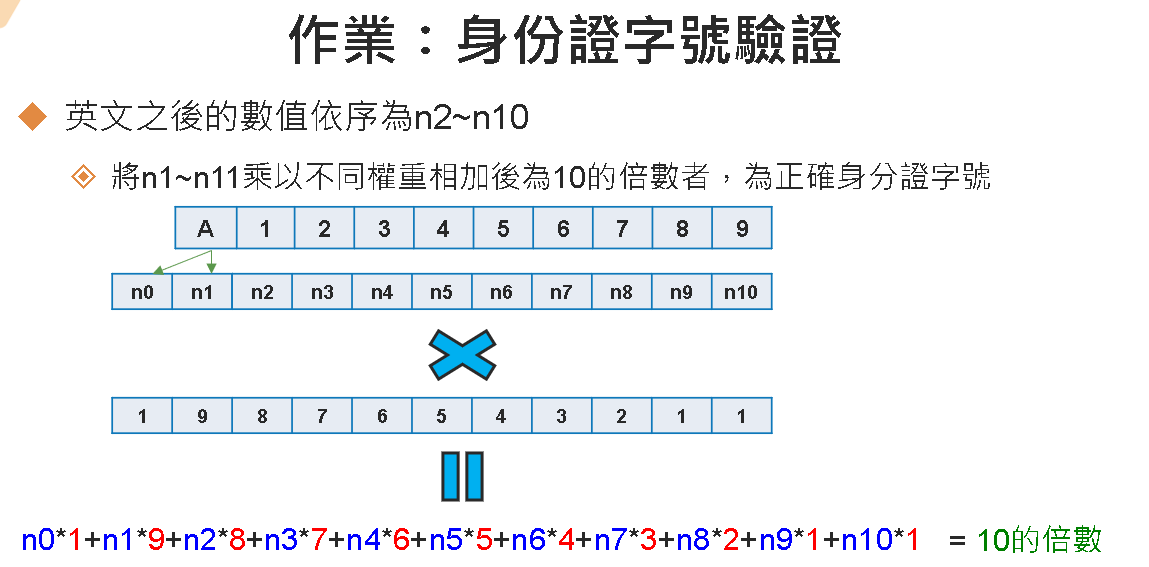 作業：身份證字號驗證
英文之後的數值依序為n2~n10
將n1~n11乘以不同權重相加後為10的倍數者，為正確身分證字號
A 1 2 3 4 5 6 7 8 9
n0 n1 n2 n3 n4 n5 n6 n7 n8 n9 n10
1 9 8 7 6 5 4 3 2 1 1
n0*1+n1*9+n2*8+n3*7+n4*6+n5*5+n6*4+n7*3+n8*2+n9*1+n10*1 = 10的倍數